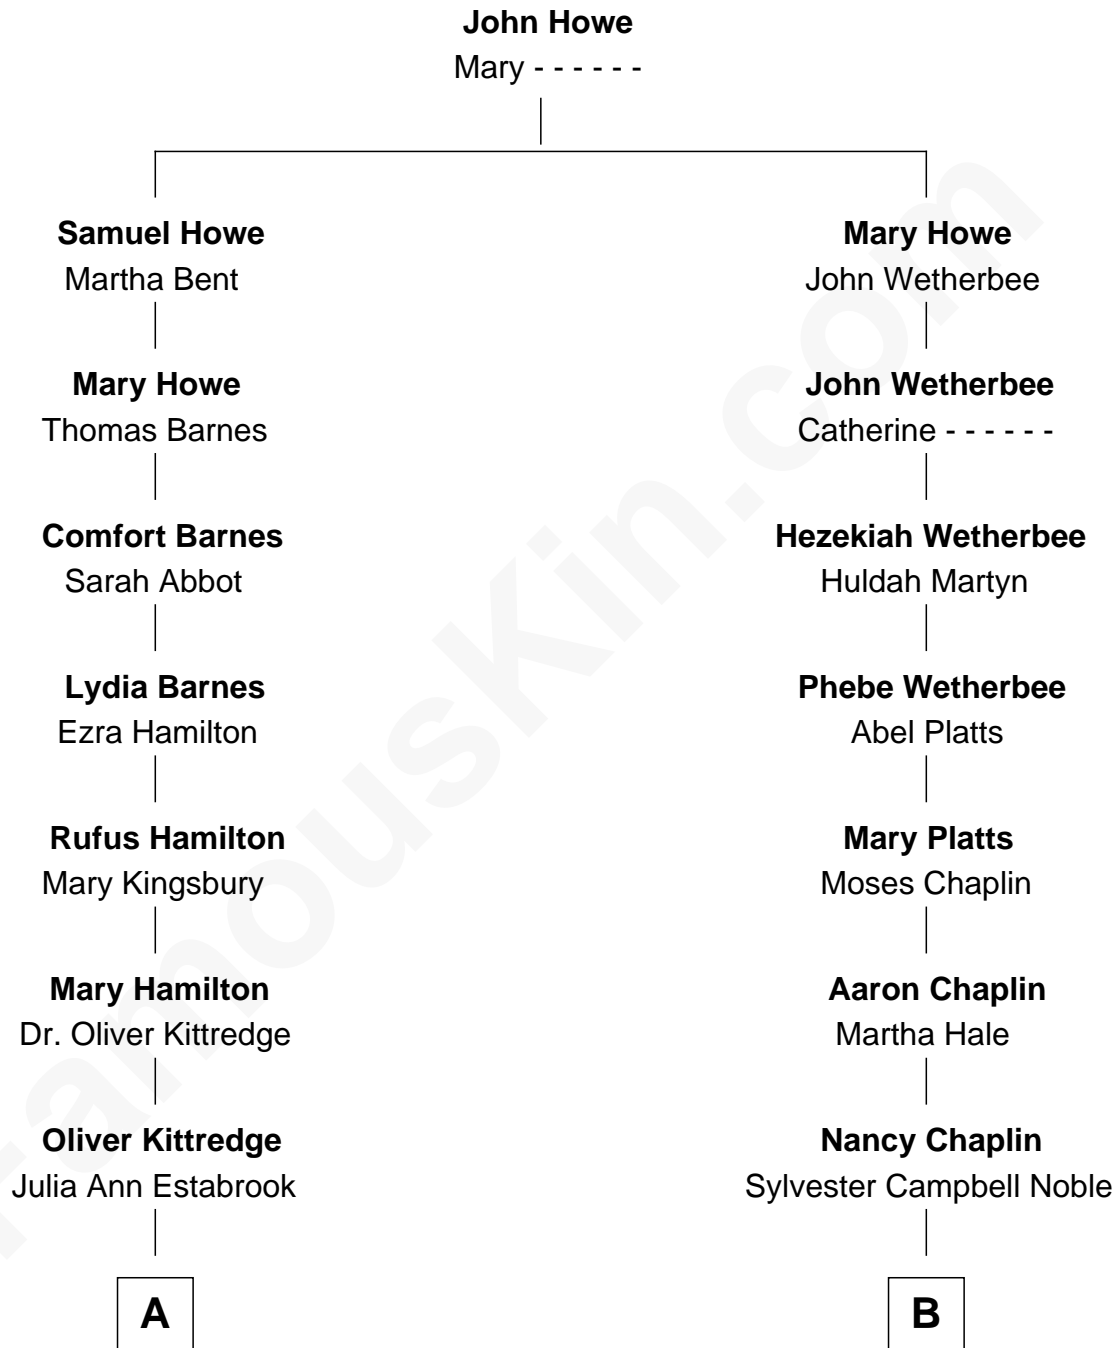 John Howe
Mary - - - - - -
Samuel Howe
Martha Bent
Mary Howe
John Wetherbee
Mary Howe
Thomas Barnes
John Wetherbee
Catherine - - - - - -
Comfort Barnes
Sarah Abbot
Hezekiah Wetherbee
Huldah Martyn
Lydia Barnes
Ezra Hamilton
Phebe Wetherbee
Abel Platts
Rufus Hamilton
Mary Kingsbury
Mary Platts
Moses Chaplin
Mary Hamilton
Dr. Oliver Kittredge
Aaron Chaplin
Martha Hale
Oliver Kittredge
Julia Ann Estabrook
Nancy Chaplin
Sylvester Campbell Noble
A
B
FamousKin.com